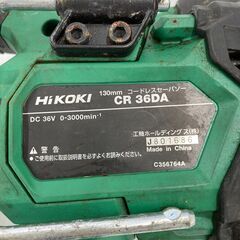 HiKOKI
130mm コードレスセーバソー
CR 36DA
DC 36V 0-3000min⁻¹
工機ホールディングス(株)
J801686
Made in China
⚠ 警告
ご使用前に取扱説明書を必ずお読みください
C356764A